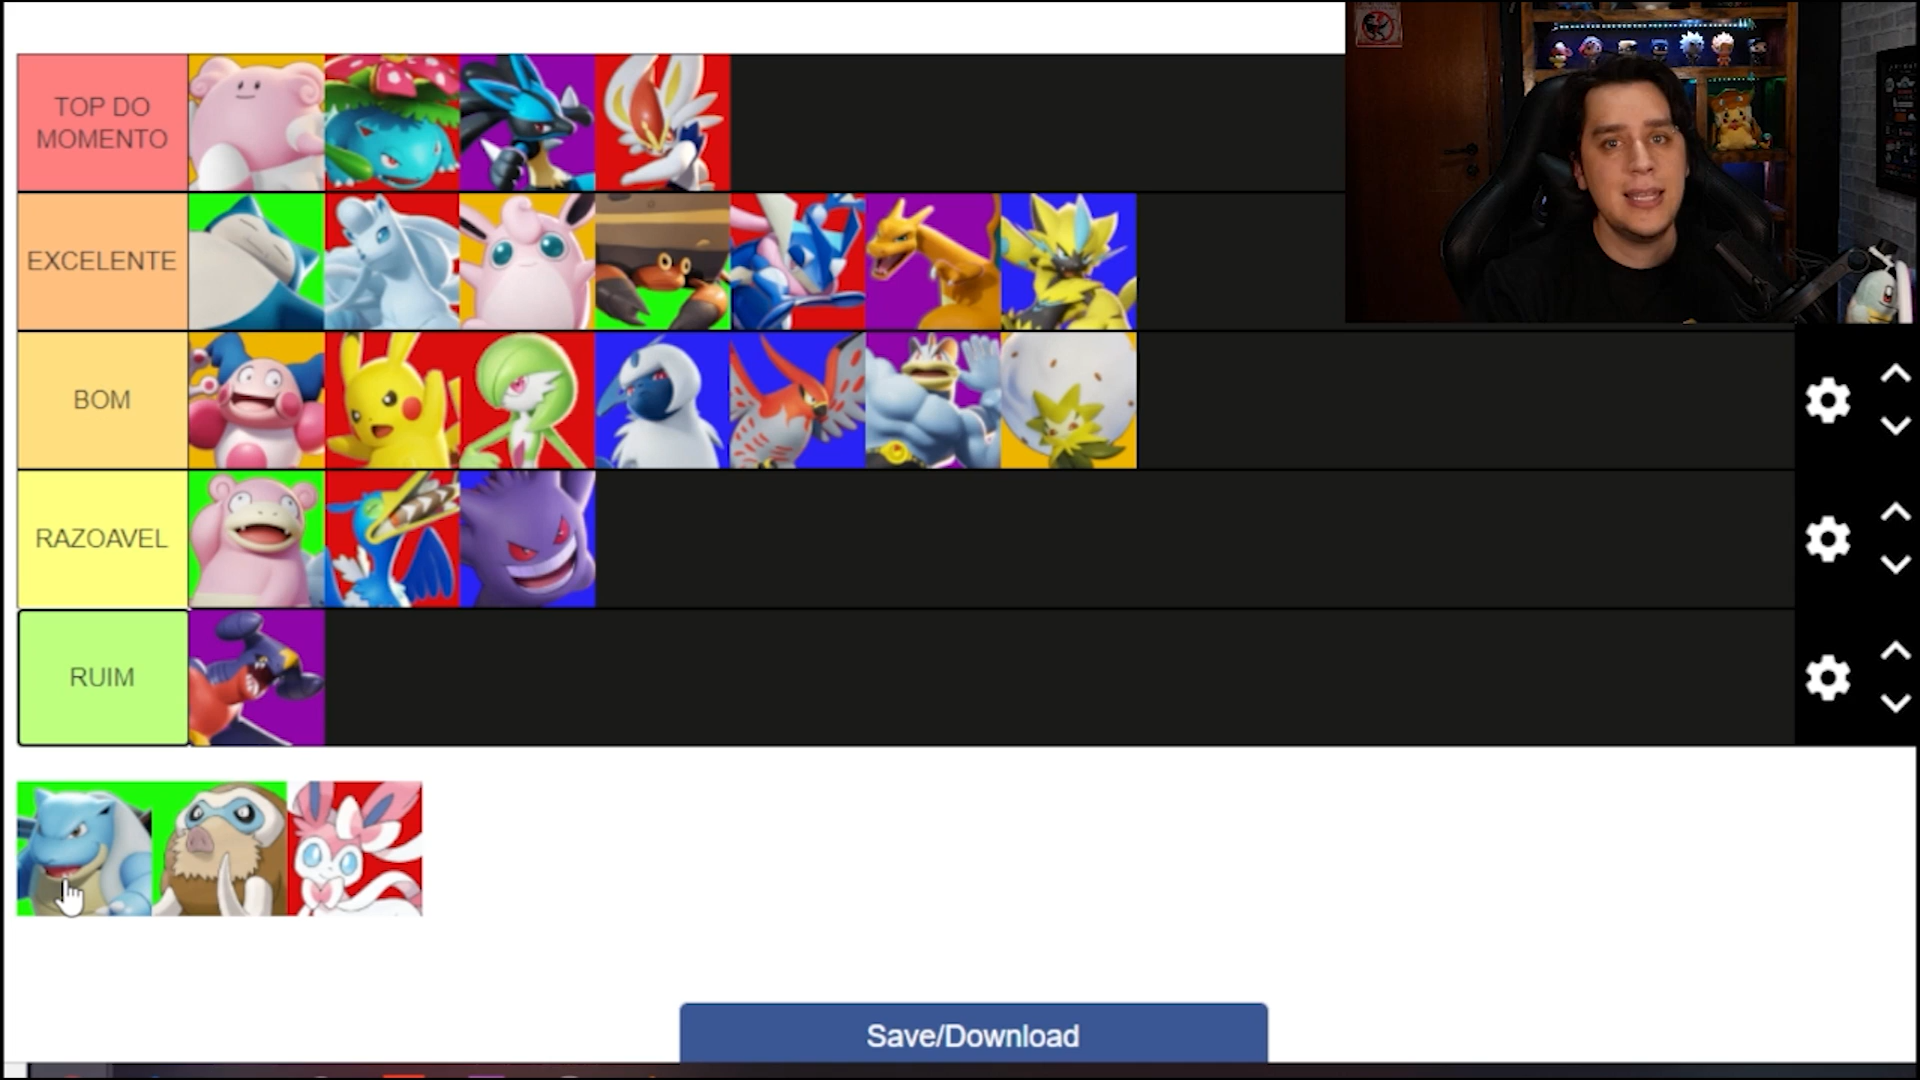 TOP DO
MOMENTO
EXCELENTE
BOM
RAZOAVEL
RUIM
Save/Download